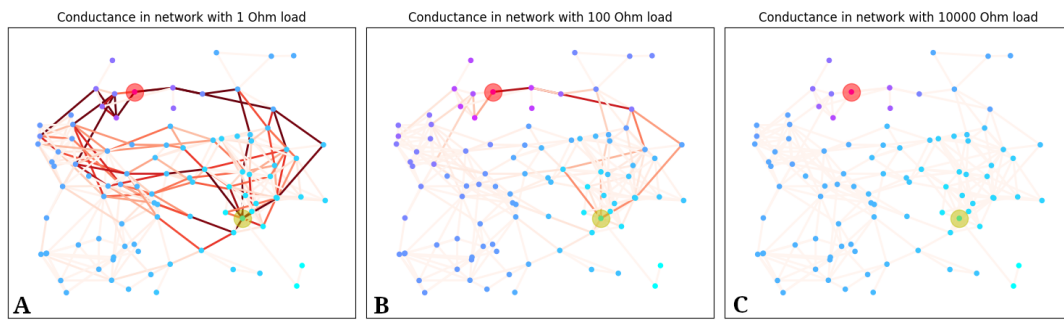 Conductance in network with 1 Ohm load
Conductance in network with 100 Ohm load
Conductance in network with 10000 Ohm load
A
B
C